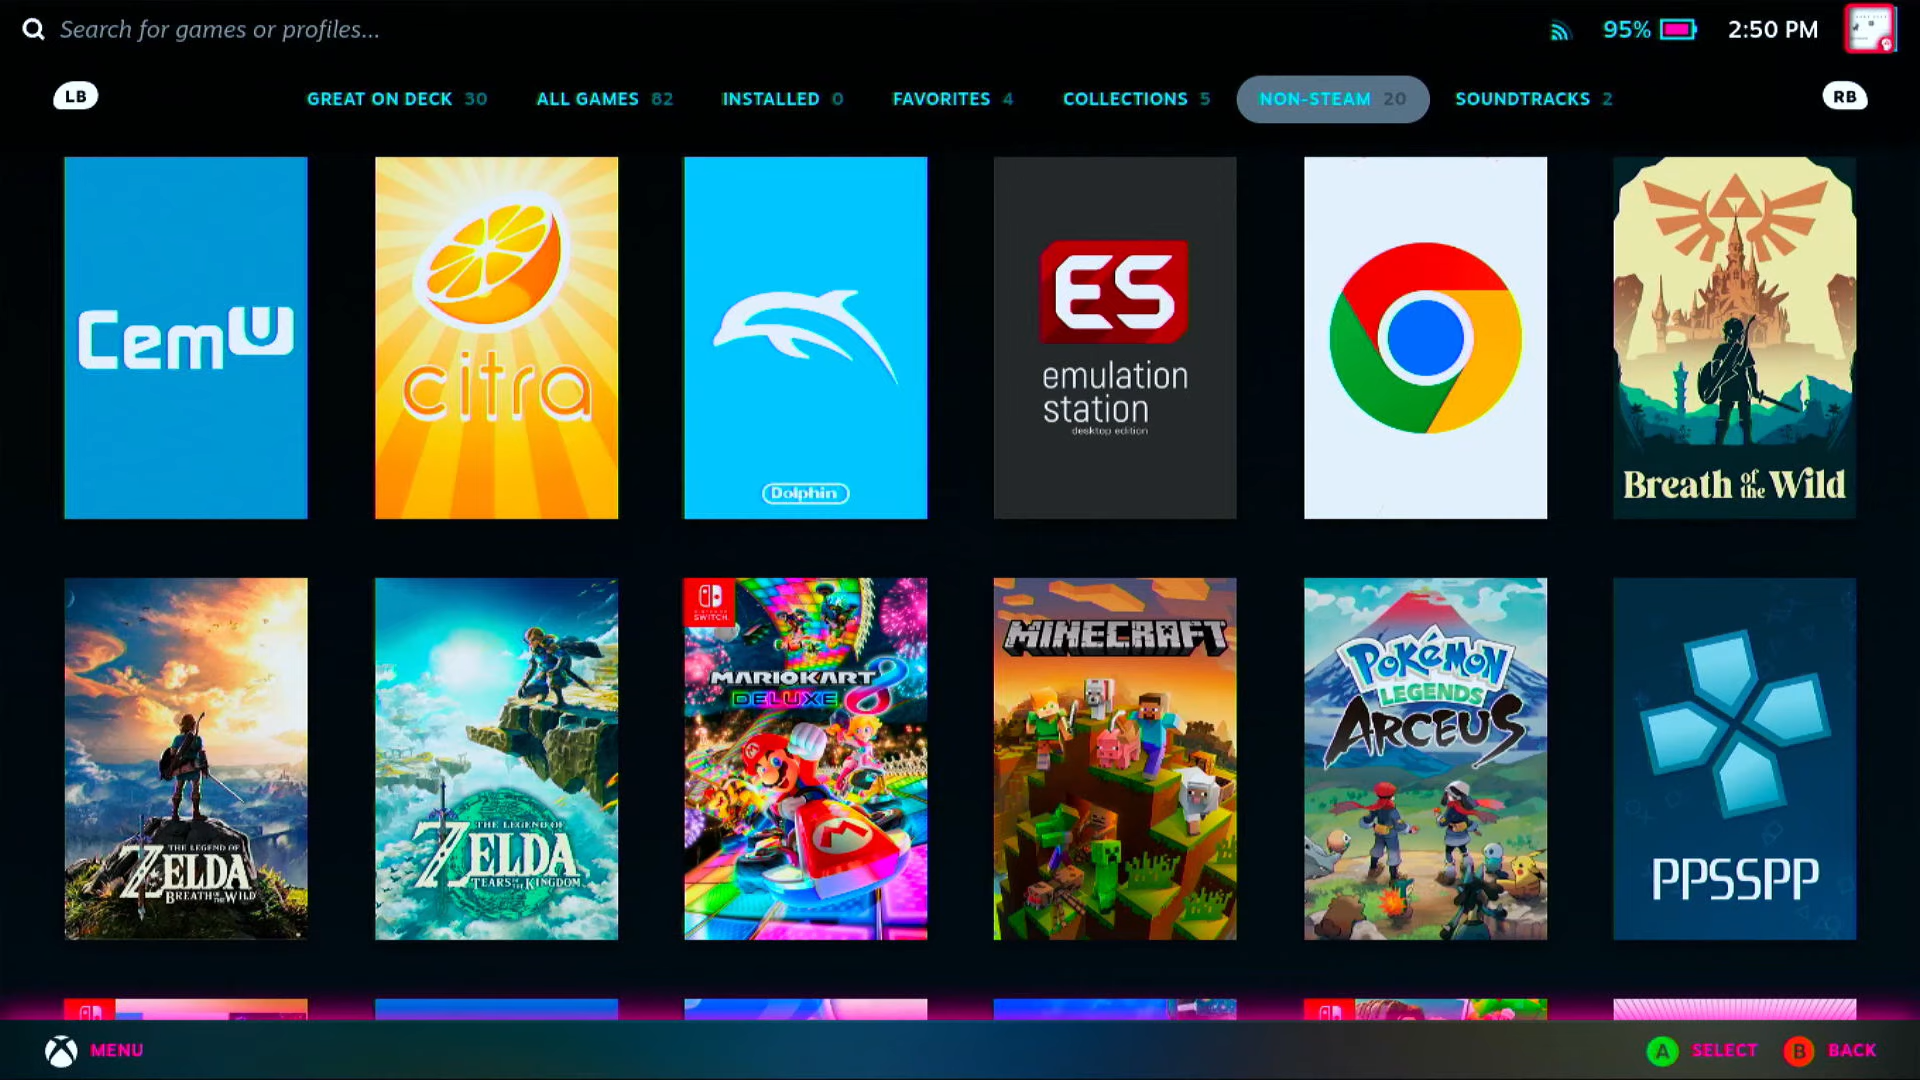 Search for games or profiles...
95%
2:50 PM
LB
GREAT ON DECK 30
ALL GAMES 82
INSTALLED 0
FAVORITES 4
COLLECTIONS 5
NON-STEAM 20
SOUNDTRACKS 2
RB
Cemu
citra
Dolphin
ES
emulation
station
desktop edition
Breath of the Wild
THE LEGEND OF
ZELDA
BREATH OF THE WILD
THE LEGEND OF
ZELDA
TEARS OF THE KINGDOM
NINTENDO
SWITCH
MARIOKART 8
DELUXE
MINECRAFT
POKéMON
LEGENDS
ARCEUS
PPSSPP
MENU
A SELECT
B BACK